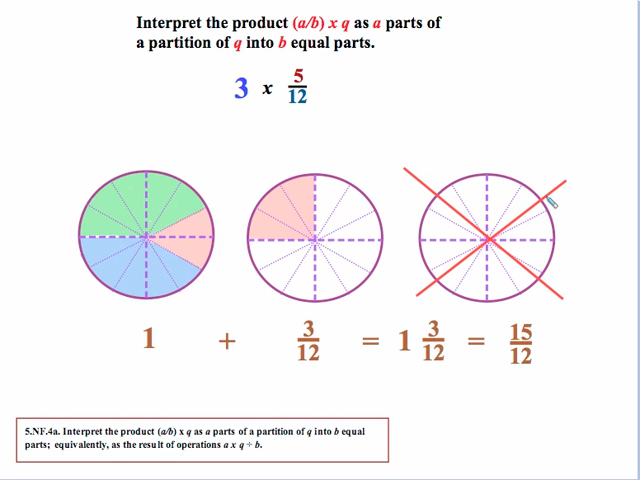 Interpret the product (a/b) x q as a parts of
a partition of q into b equal parts.
3 x 5/12
1 + 3/12 = 1 3/12 = 15/12
5.NF.4a. Interpret the product (a/b) x q as a parts of a partition of q into b equal
parts; equivalently, as the result of operations a x q ÷ b.